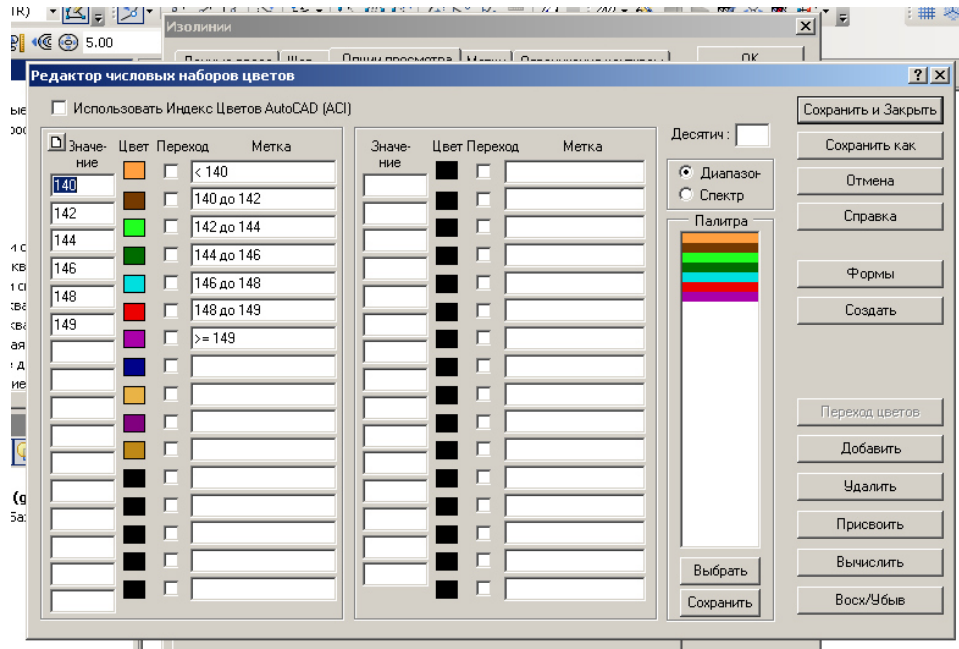 IR)
5.00
Изолинии
OK
Редактор числовых наборов цветов
Использовать Индекс Цветов AutoCAD (ACI)
Сохранить и Закрыть
Значе-
ние
Цвет
Переход
Метка
Значе-
ние
Цвет
Переход
Метка
Десятич :
Сохранить как
140
< 140
Диапазон
Отмена
142
140 до 142
Спектр
144
142 до 144
Палитра
Справка
146
144 до 146
148
146 до 148
Формы
149
148 до 149
Создать
>= 149
Переход цветов
Добавить
Удалить
Присвоить
Выбрать
Вычислить
Сохранить
Восх/Убыв